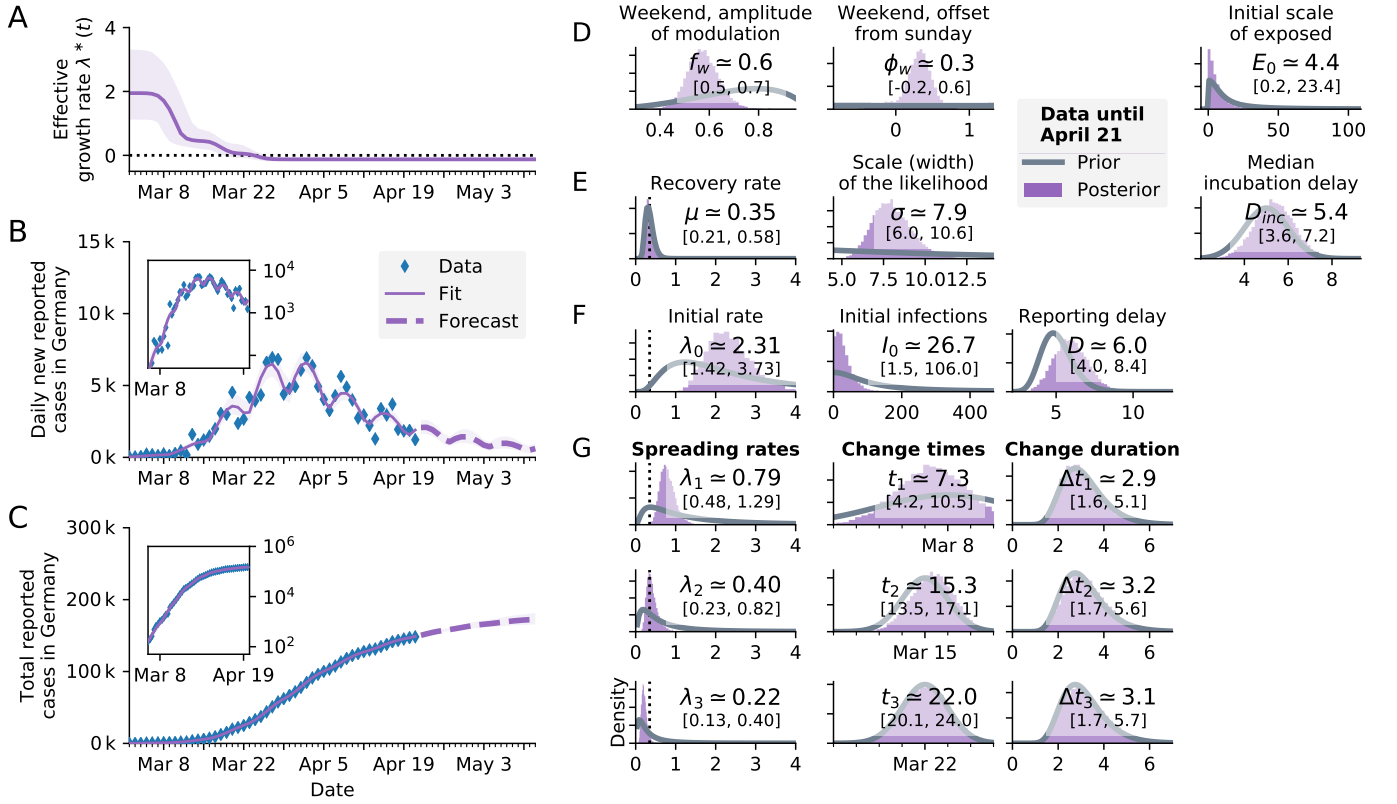 A
Effective
growth rate λ * (t)
4
2
0
Mar 8
Mar 22
Apr 5
Apr 19
May 3
B
Daily new reported
cases in Germany
15 k
10 k
5 k
0 k
10⁴
10³
Mar 8
Data
Fit
Forecast
Mar 8
Mar 22
Apr 5
Apr 19
May 3
C
Total reported
cases in Germany
300 k
200 k
100 k
0 k
10⁶
10⁴
10²
Mar 8
Apr 19
Mar 8
Mar 22
Apr 5
Apr 19
May 3
Date
D
Weekend, amplitude
of modulation
f_w ≃ 0.6
[0.5, 0.7]
0.4
0.6
0.8
Weekend, offset
from sunday
ϕ_w ≃ 0.3
[-0.2, 0.6]
0
1
Initial scale
of exposed
E₀ ≃ 4.4
[0.2, 23.4]
0
50
100
Data until
April 21
Prior
Posterior
E
Recovery rate
μ ≃ 0.35
[0.21, 0.58]
0
1
2
3
4
Scale (width)
of the likelihood
σ ≃ 7.9
[6.0, 10.6]
5.0
7.5
10.0
12.5
Median
incubation delay
D_inc ≃ 5.4
[3.6, 7.2]
4
6
8
F
Initial rate
λ₀ ≃ 2.31
[1.42, 3.73]
0
1
2
3
4
Initial infections
I₀ ≃ 26.7
[1.5, 106.0]
0
200
400
Reporting delay
D ≃ 6.0
[4.0, 8.4]
5
10
G
Spreading rates
Change times
Change duration
λ₁ ≃ 0.79
[0.48, 1.29]
0
1
2
3
4
t₁ ≃ 7.3
[4.2, 10.5]
Mar 8
Δt₁ ≃ 2.9
[1.6, 5.1]
0
2
4
6
λ₂ ≃ 0.40
[0.23, 0.82]
0
1
2
3
4
t₂ ≃ 15.3
[13.5, 17.1]
Mar 15
Δt₂ ≃ 3.2
[1.7, 5.6]
0
2
4
6
Density
λ₃ ≃ 0.22
[0.13, 0.40]
0
1
2
3
4
t₃ ≃ 22.0
[20.1, 24.0]
Mar 22
Δt₃ ≃ 3.1
[1.7, 5.7]
0
2
4
6